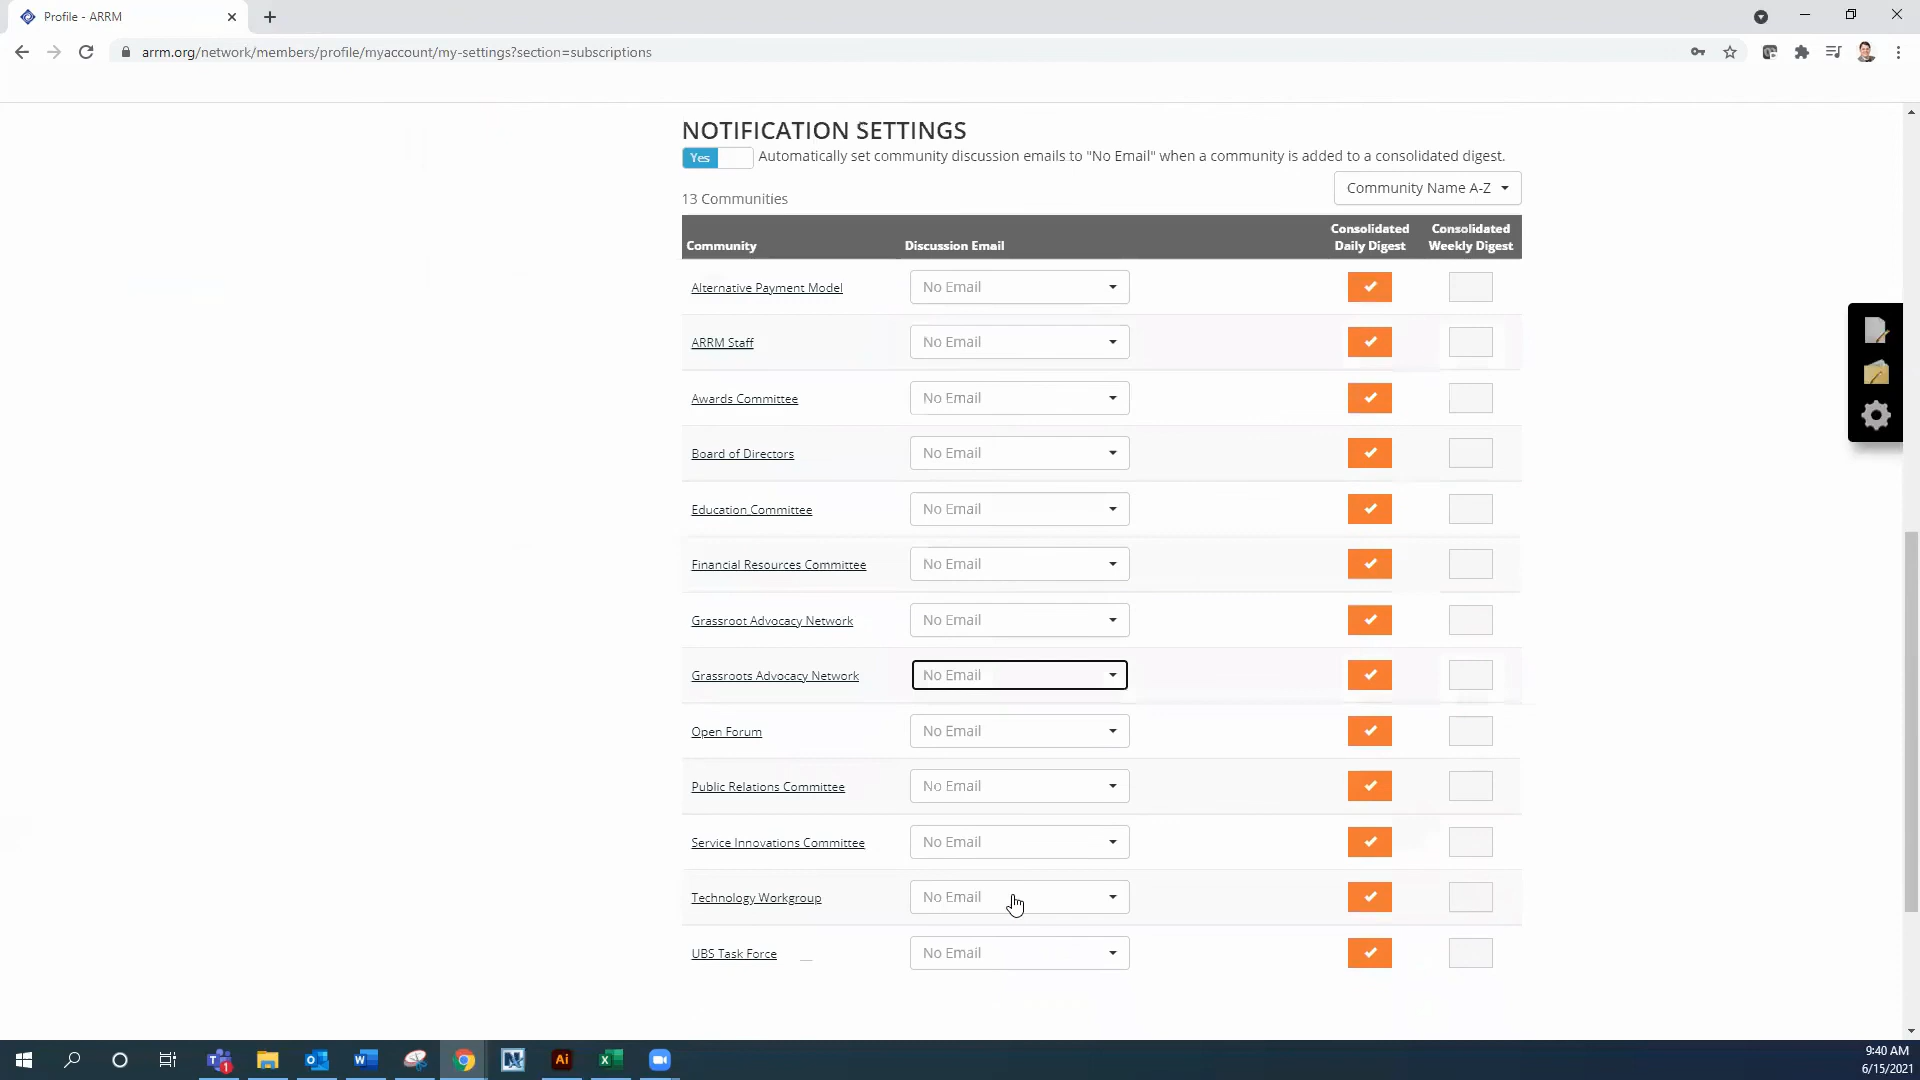 Profile - ARRM
arrm.org/network/members/profile/myaccount/my-settings?section=subscriptions
NOTIFICATION SETTINGS
Yes Automatically set community discussion emails to "No Email" when a community is added to a consolidated digest.
13 Communities
Community Name A-Z
Community Discussion Email Consolidated Daily Digest Consolidated Weekly Digest
Alternative Payment Model No Email
ARRM Staff No Email
Awards Committee No Email
Board of Directors No Email
Education Committee No Email
Financial Resources Committee No Email
Grassroot Advocacy Network No Email
Grassroots Advocacy Network No Email
Open Forum No Email
Public Relations Committee No Email
Service Innovations Committee No Email
Technology Workgroup No Email
UBS Task Force No Email
1
Ai
9:40 AM
6/15/2021